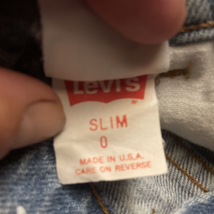 Levi's
SLIM
0
MADE IN U.S.A.
CARE ON REVERSE